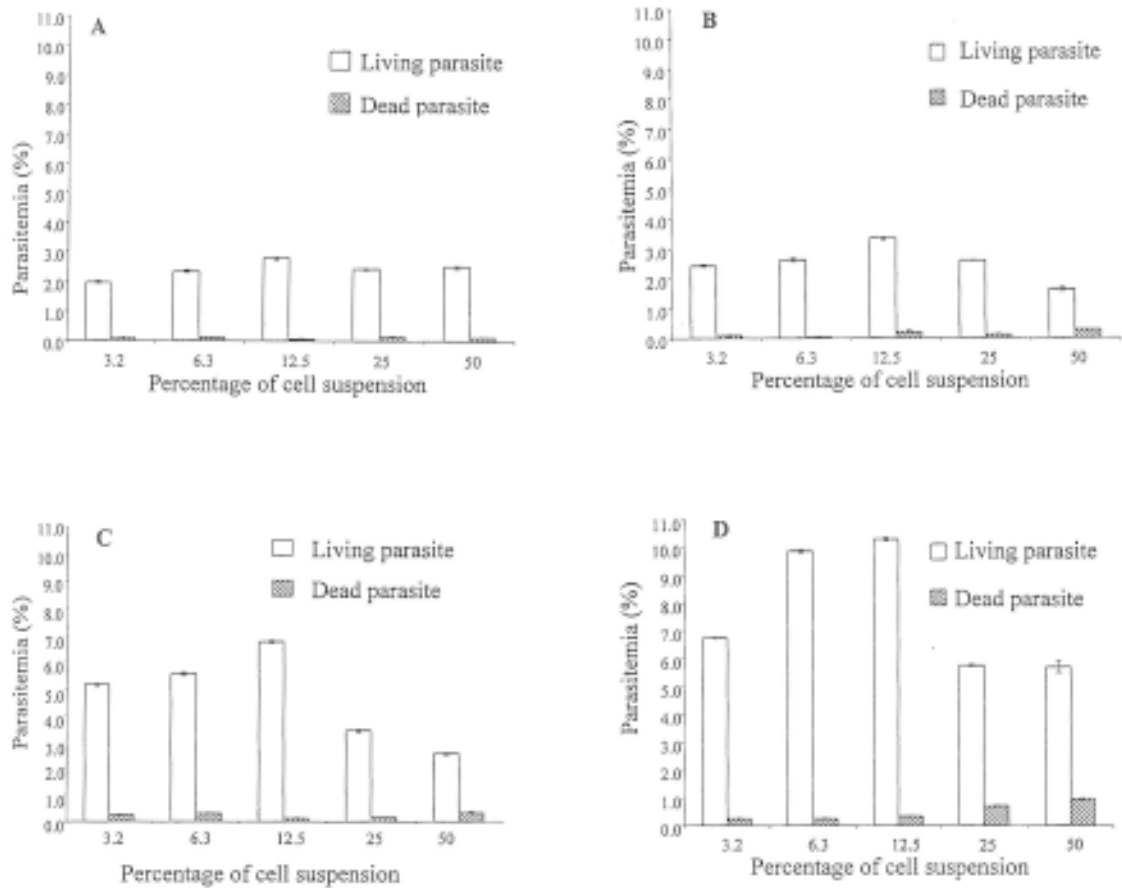 A
11.0
10.0
9.0
8.0
7.0
6.0
5.0
4.0
3.0
2.0
1.0
0.0
Parasitemia (%)
Living parasite
Dead parasite
3.2 6.3 12.5 25 50
Percentage of cell suspension
B
11.0
10.0
9.0
8.0
7.0
6.0
5.0
4.0
3.0
2.0
1.0
0.0
Parasitemia (%)
Living parasite
Dead parasite
3.2 6.3 12.5 25 50
Percentage of cell suspension
C
11.0
10.0
9.0
8.0
7.0
6.0
5.0
4.0
3.0
2.0
1.0
0.0
Parasitemia (%)
Living parasite
Dead parasite
3.2 6.3 12.5 25 50
Percentage of cell suspension
D
11.0
10.0
9.0
8.0
7.0
6.0
5.0
4.0
3.0
2.0
1.0
0.0
Parasitemia (%)
Living parasite
Dead parasite
3.2 6.3 12.5 25 50
Percentage of cell suspension